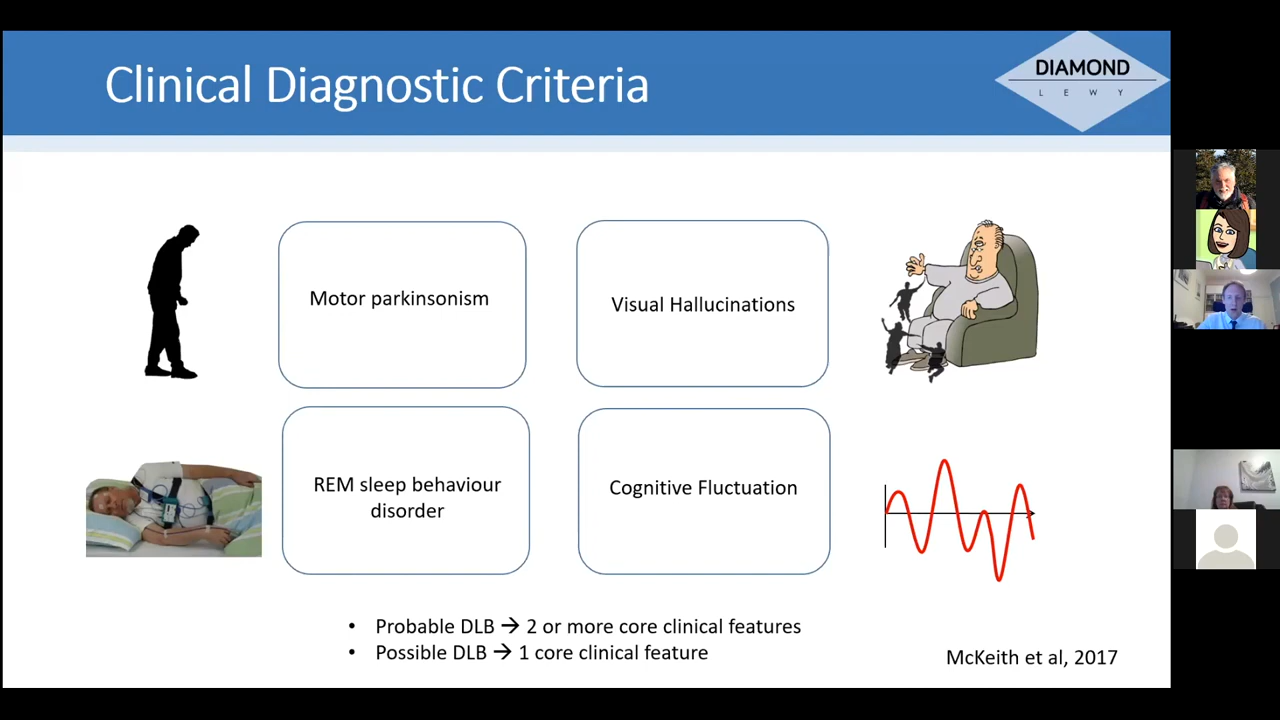 Clinical Diagnostic Criteria
DIAMOND
LEWY
Motor parkinsonism
Visual Hallucinations
REM sleep behaviour
disorder
Cognitive Fluctuation
• Probable DLB → 2 or more core clinical features
• Possible DLB → 1 core clinical feature
McKeith et al, 2017